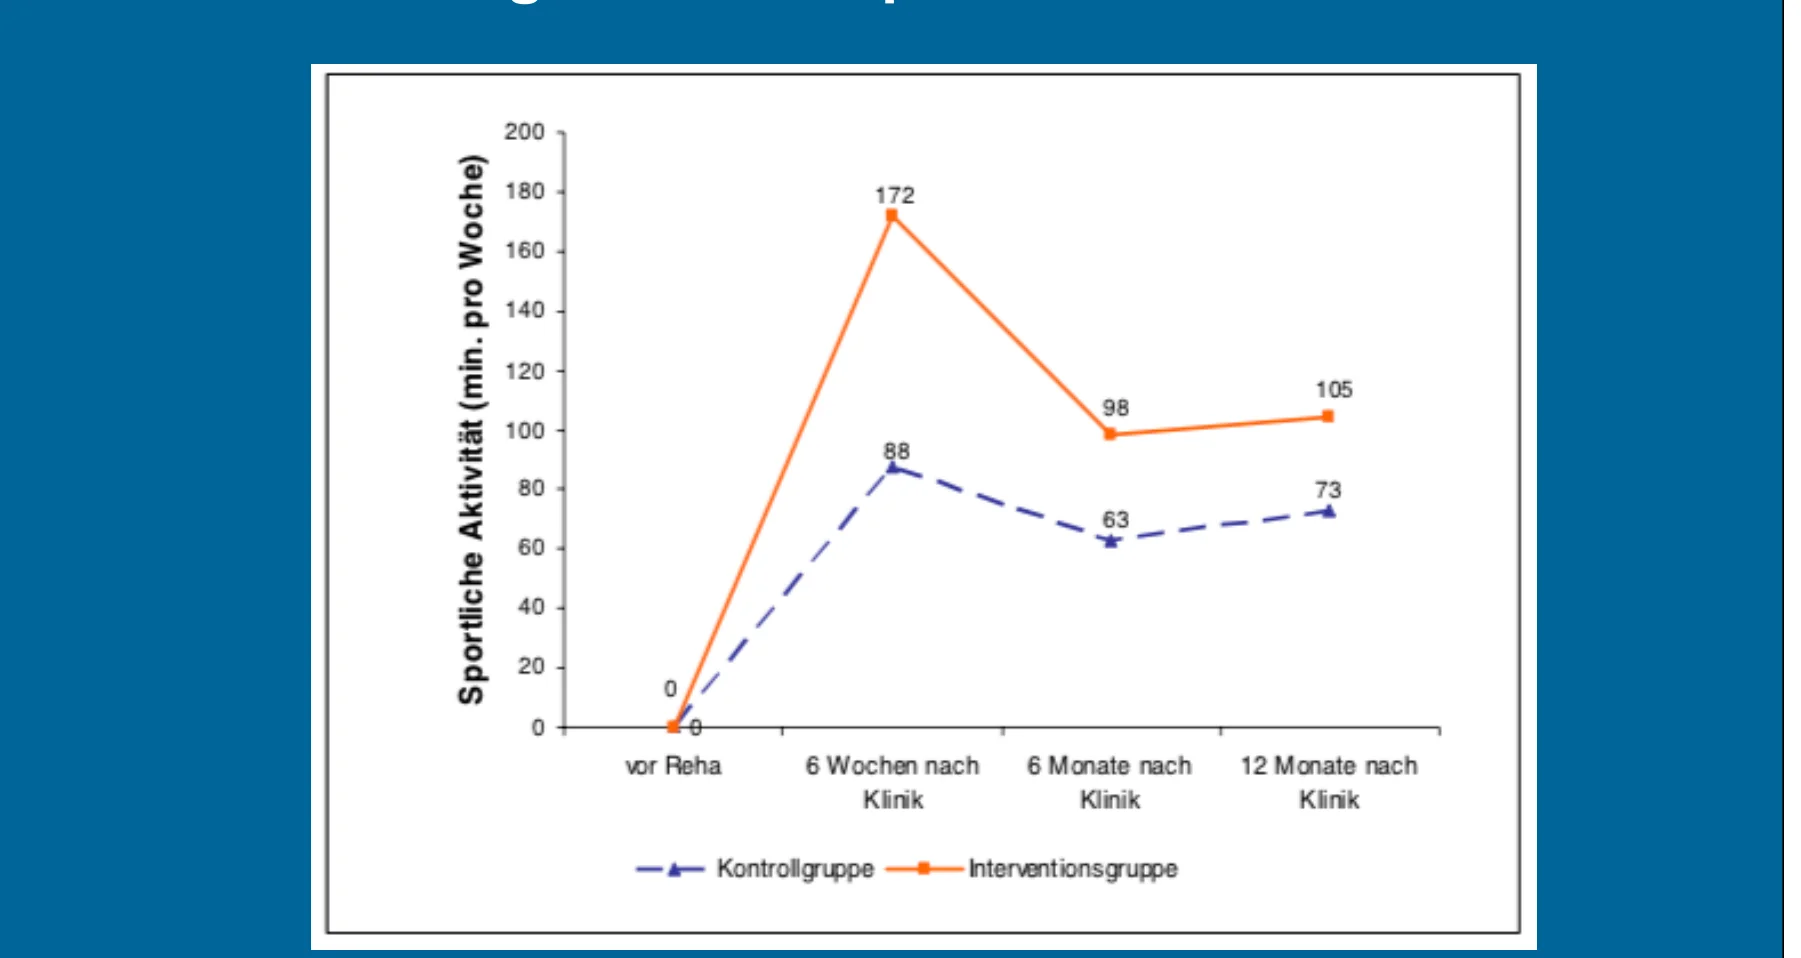 200
180
160
140
120
100
80
60
40
20
0
Sportliche Aktivität (min. pro Woche)
172
98
105
88
63
73
0
0
vor Reha
6 Wochen nach Klinik
6 Monate nach Klinik
12 Monate nach Klinik
Kontrollgruppe
Interventionsgruppe